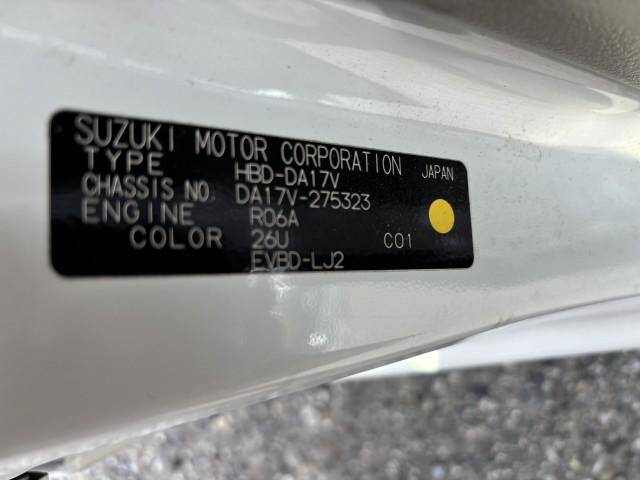 SUZUKI MOTOR CORPORATION JAPAN
TYPE HBD-DA17V
CHASSIS NO. DA17V-275323
ENGINE R06A
COLOR 26U C01
EVBD-LJ2